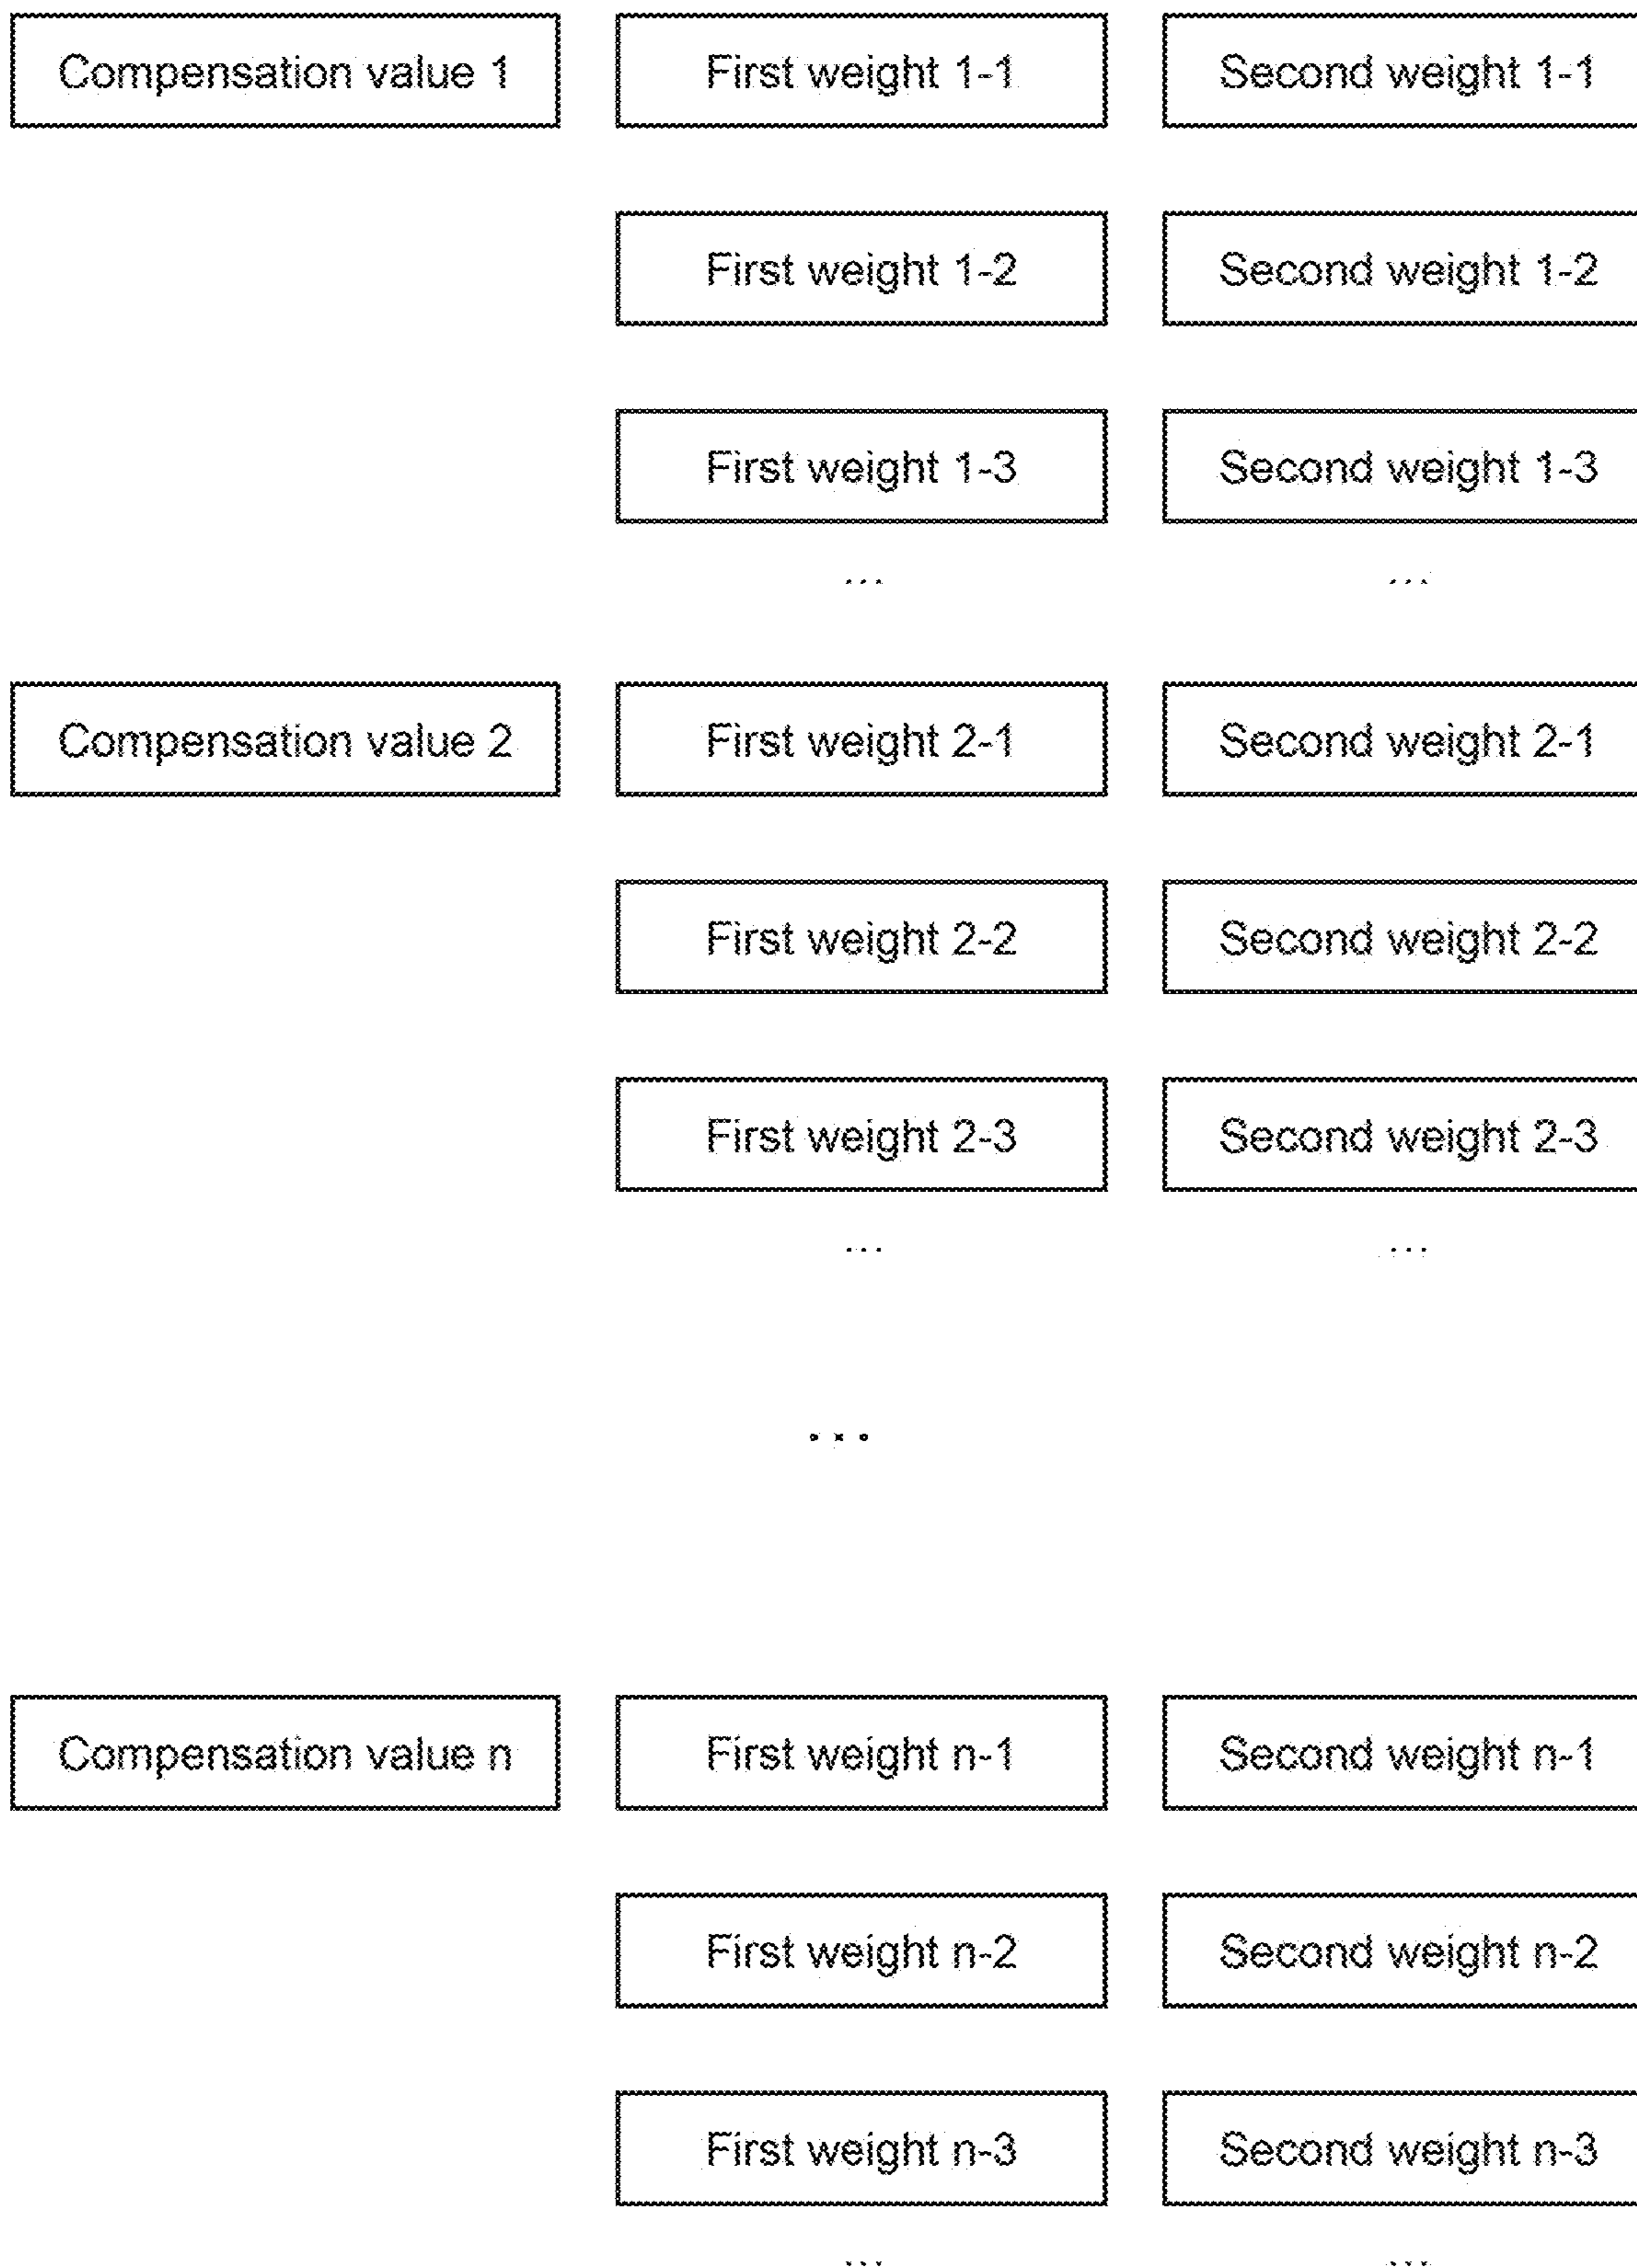 Compensation value 1 First weight 1-1 Second weight 1-1
First weight 1-2 Second weight 1-2
First weight 1-3 Second weight 1-3
... ...
Compensation value 2 First weight 2-1 Second weight 2-1
First weight 2-2 Second weight 2-2
First weight 2-3 Second weight 2-3
... ...
...
Compensation value n First weight n-1 Second weight n-1
First weight n-2 Second weight n-2
First weight n-3 Second weight n-3
... ...